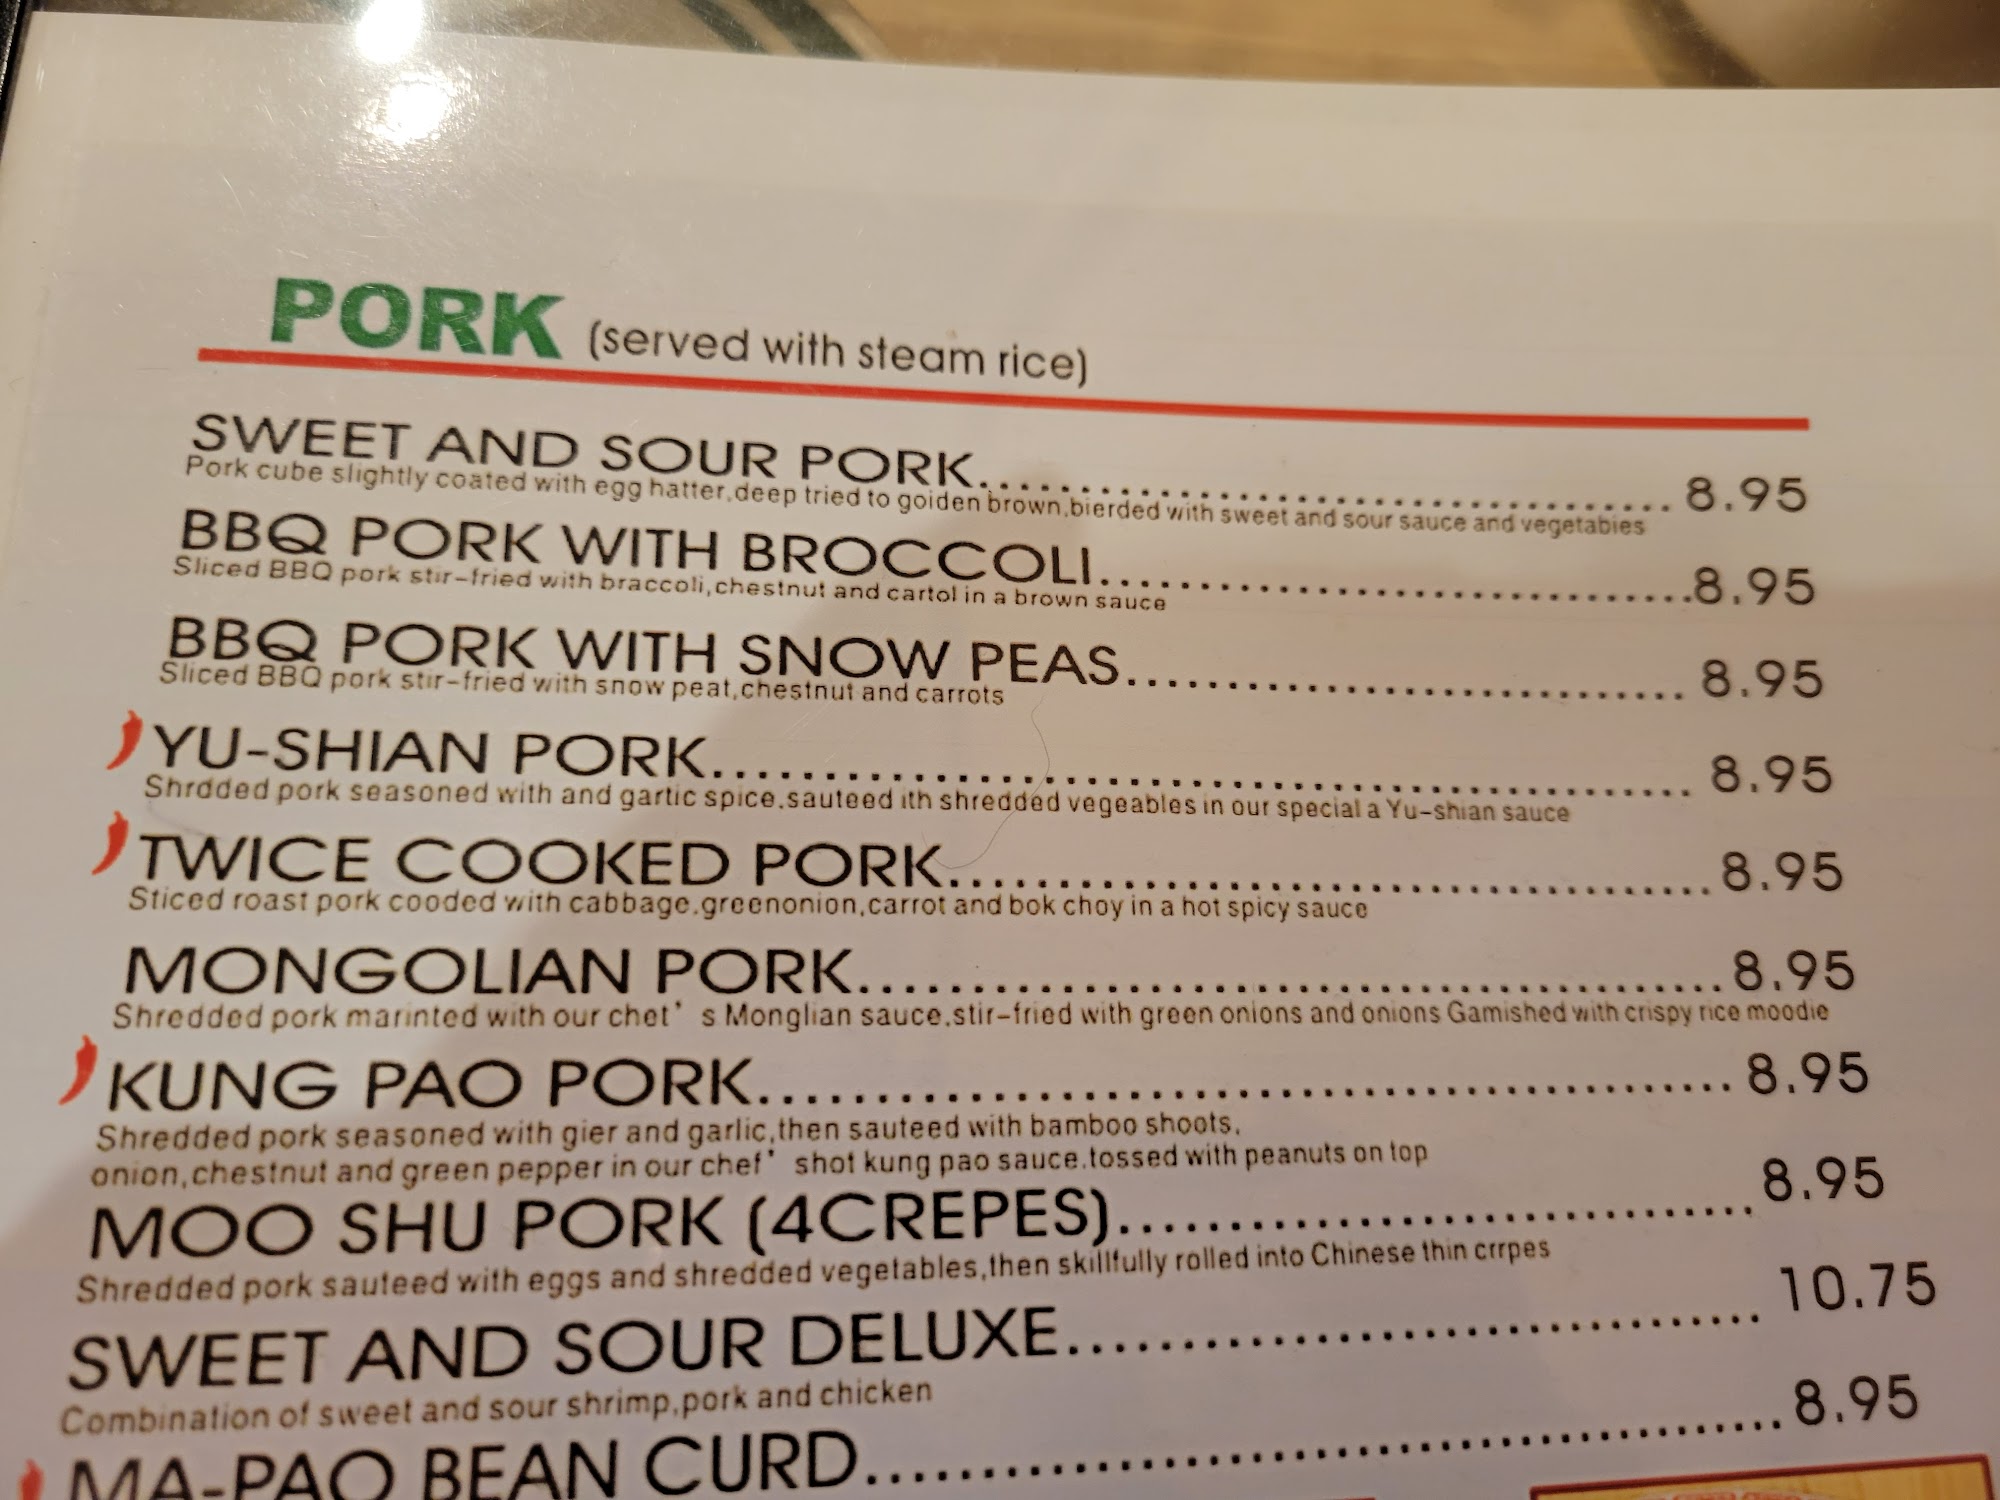 PORK (served with steam rice)
SWEET AND SOUR PORK 8.95
Pork cube slightly coated with egg hatter,deep tried to goiden brown,bierded with sweet and sour sauce and vegetabies
BBQ PORK WITH BROCCOLI 8.95
Sliced BBQ pork stir-fried with braccoli,chestnut and cartol in a brown sauce
BBQ PORK WITH SNOW PEAS 8.95
Sliced BBQ pork stir-fried with snow peat,chestnut and carrots
YU-SHIAN PORK 8.95
Shrdded pork seasoned with and gartic spice.sauteed ith shredded vegeables in our special a Yu-shian sauce
TWICE COOKED PORK 8.95
Sticed roast pork cooded with cabbage.greenonion,carrot and bok choy in a hot spicy sauce
MONGOLIAN PORK 8.95
Shredded pork marinted with our chet' s Monglian sauce.stir-fried with green onions and onions Gamished with crispy rice moodie
KUNG PAO PORK 8.95
Shredded pork seasoned with gier and garlic,then sauteed with bamboo shoots,
onion,chestnut and green pepper in our chef' shot kung pao sauce.tossed with peanuts on top
MOO SHU PORK (4CREPES) 8.95
Shredded pork sauteed with eggs and shredded vegetables,then skillfully rolled into Chinese thin crrpes
SWEET AND SOUR DELUXE 10.75
Combination of sweet and sour shrimp,pork and chicken
MA-PAO BEAN CURD 8.95